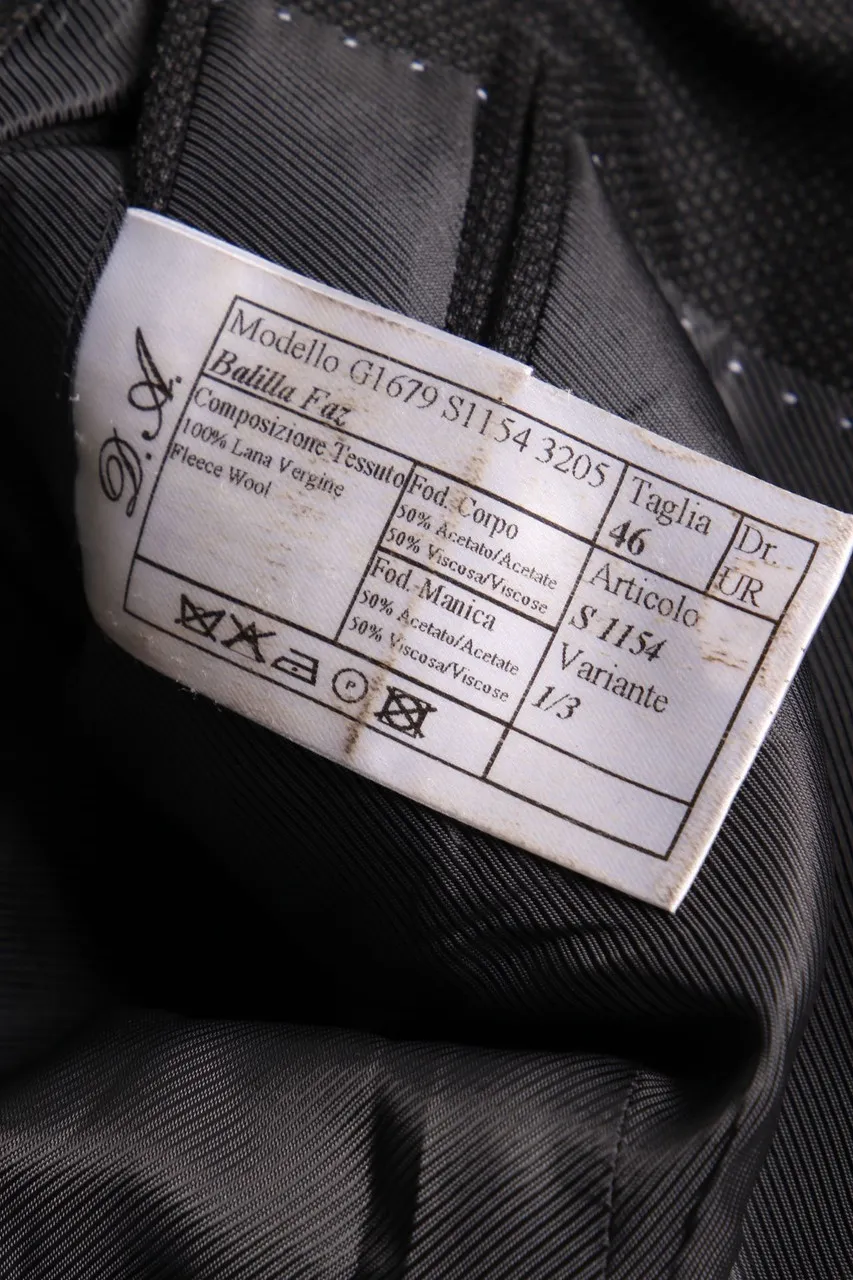 D.A.
Modello G1679 S1154 3205
Balilla Faz
Taglia
46
Dr.
UR
Composizione Tessuto
100% Lana Vergine
Fleece Wool
Fod. Corpo
50% Acetato/Acetate
50% Viscosa/Viscose
Fod. Manica
50% Acetato/Acetate
50% Viscosa/Viscose
Articolo
S 1154
Variante
1/3
P